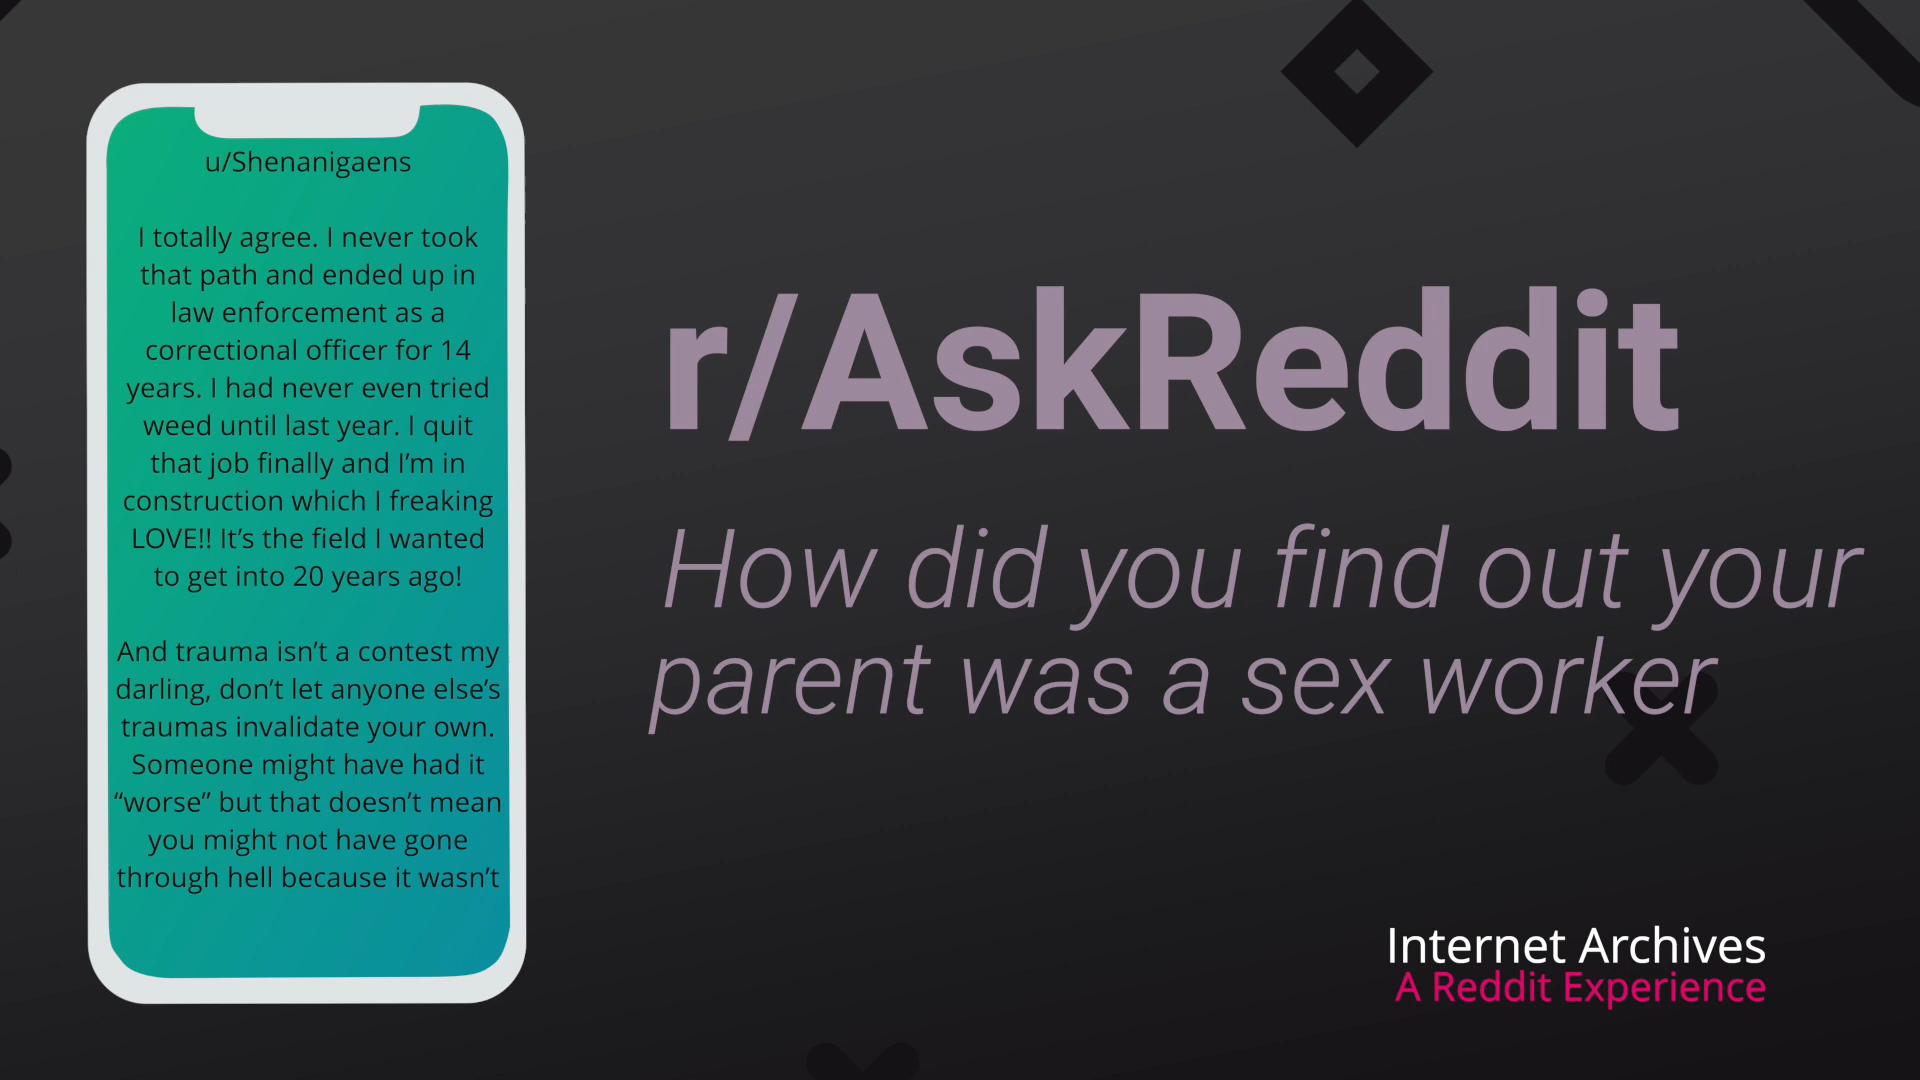 u/Shenanigaens
I totally agree. I never took
that path and ended up in
law enforcement as a
correctional officer for 14
years. I had never even tried
weed until last year. I quit
that job finally and I’m in
construction which I freaking
LOVE!! It’s the field I wanted
to get into 20 years ago!
And trauma isn’t a contest my
darling, don’t let anyone else’s
traumas invalidate your own.
Someone might have had it
“worse” but that doesn’t mean
you might not have gone
through hell because it wasn’t
r/AskReddit
How did you find out your
parent was a sex worker
Internet Archives
A Reddit Experience